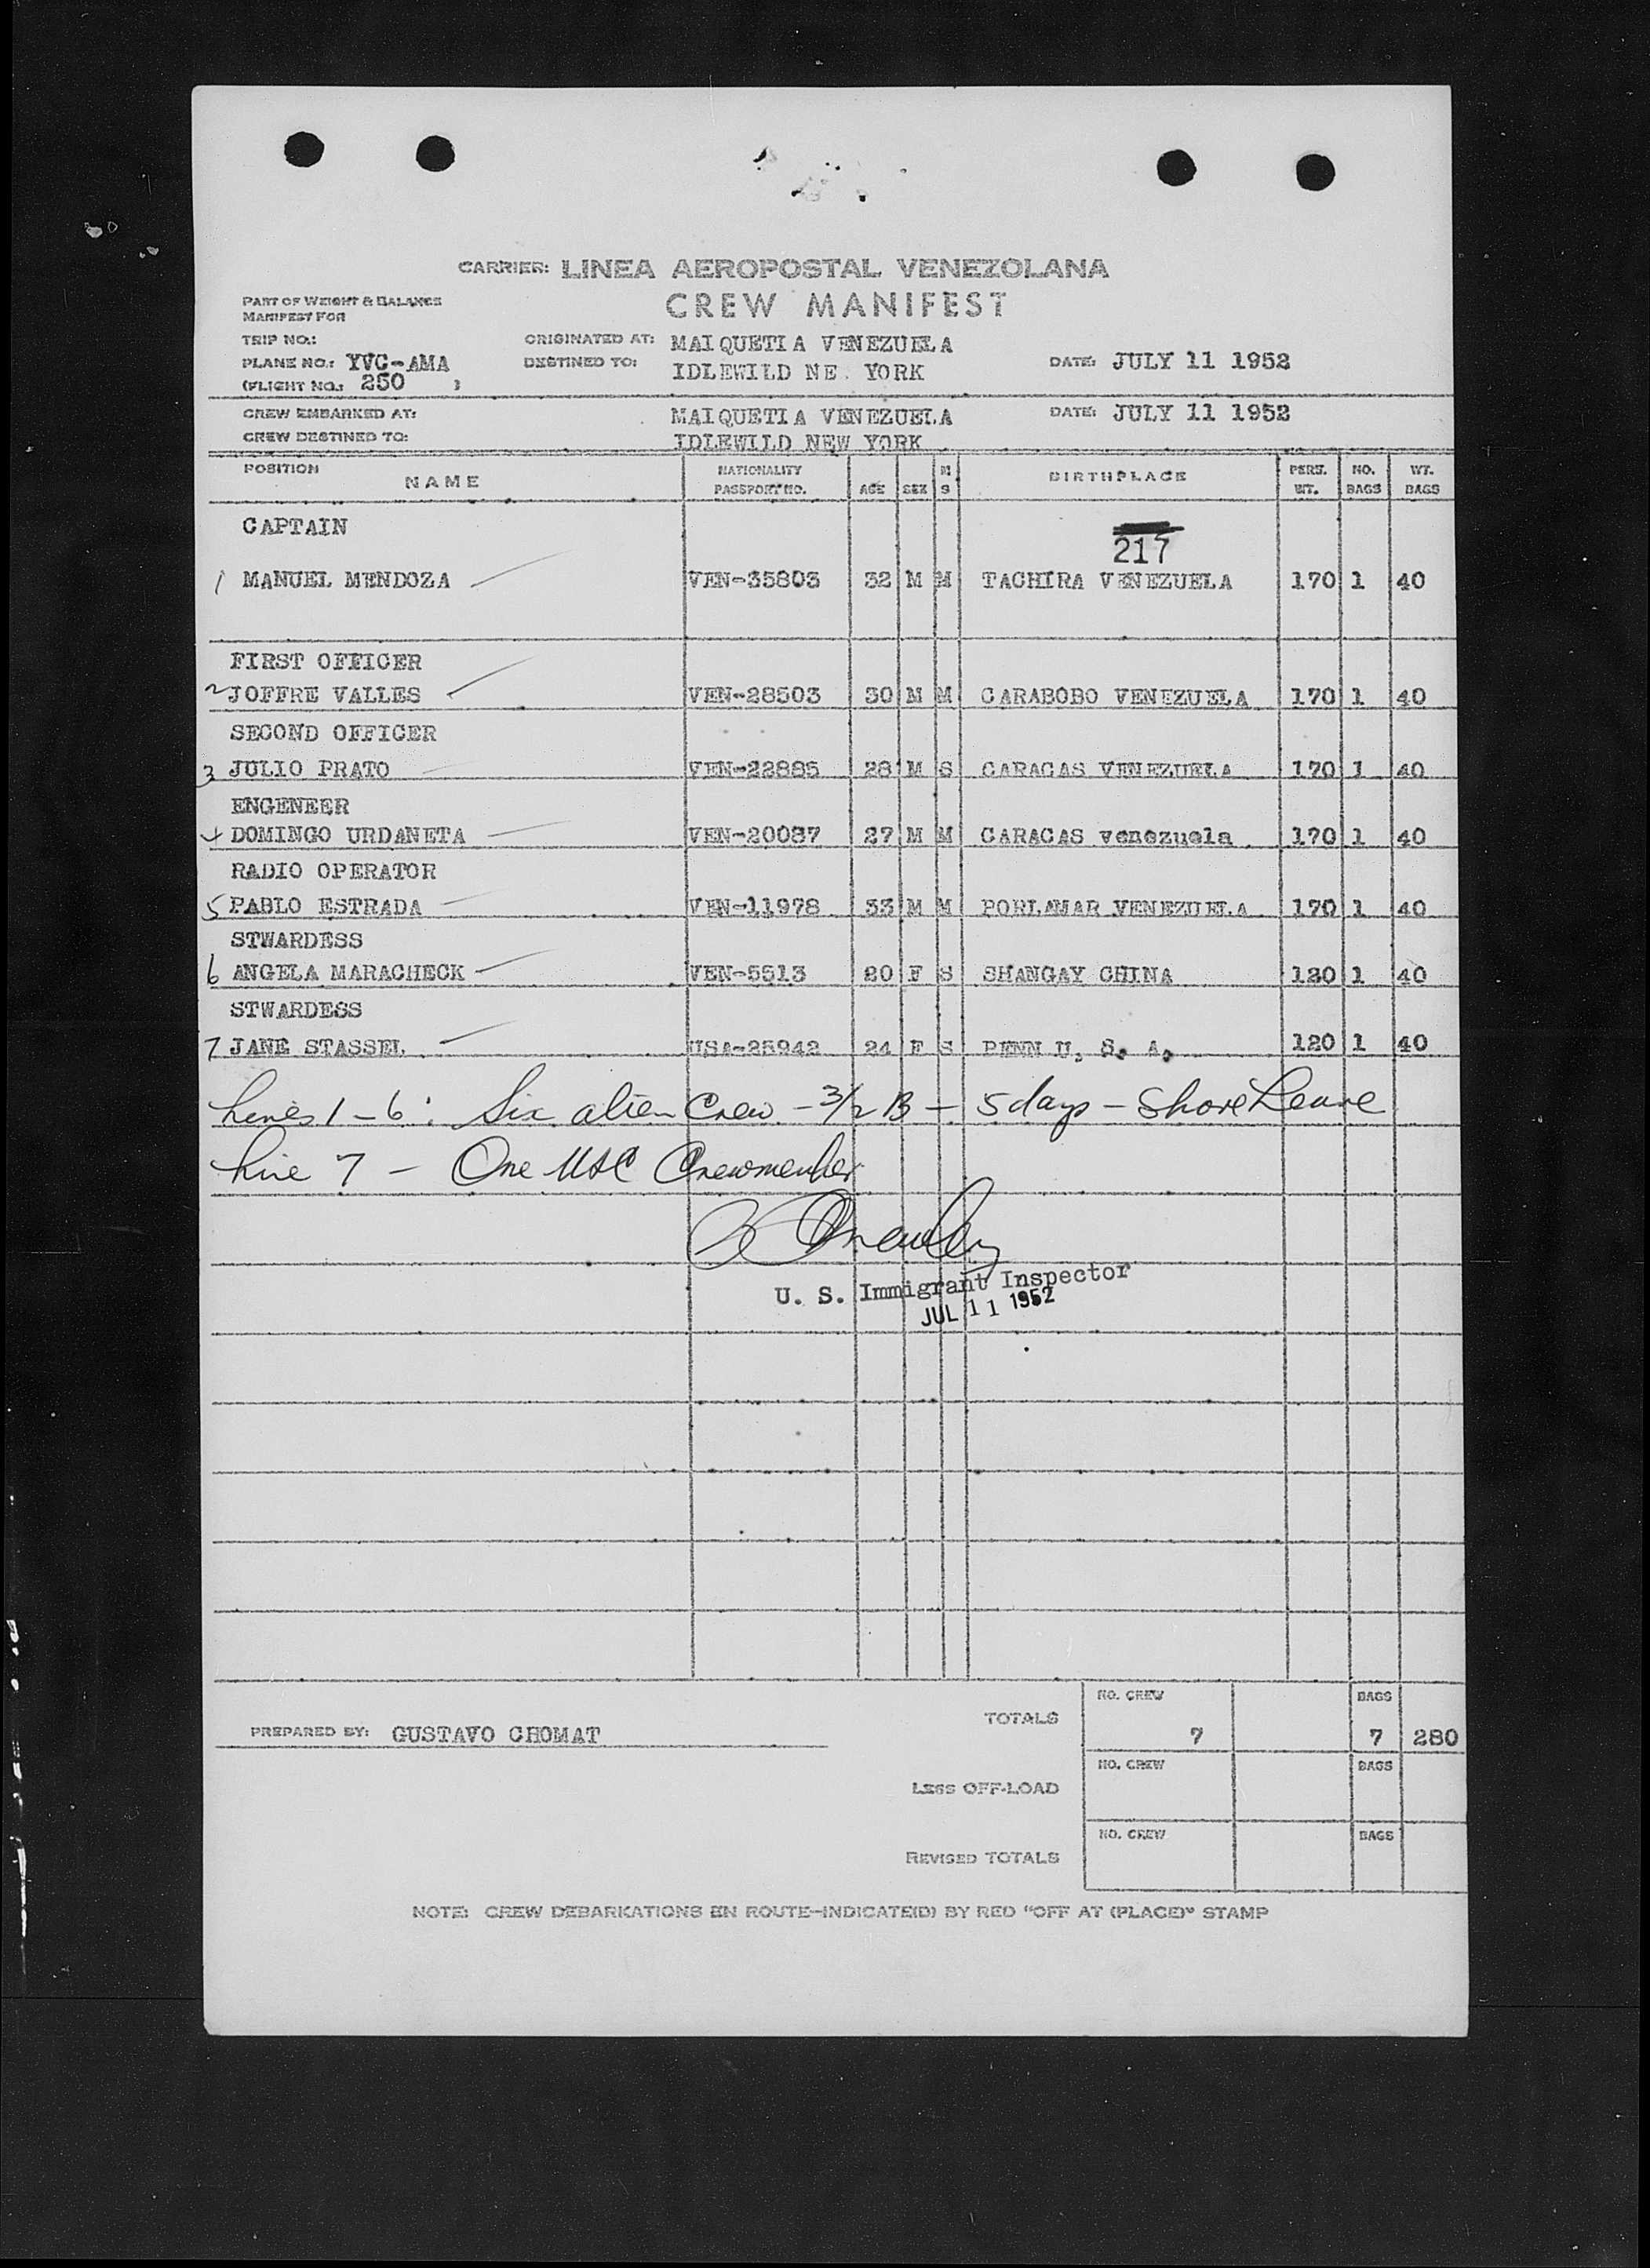 CARRIER: LINEA AEROPOSTAL VENEZOLANA
PART OF WEIGHT & BALANCE
MANIFEST FOR
CREW MANIFEST
TRIP NO.:
ORIGINATED AT: MAIQUETIA VENEZUELA
PLANE NO.: YVC-AMA
DESTINED TO: IDLEWILD NE YORK
DATE: JULY 11 1952
(FLIGHT NO.: 250 )
CREW EMBARKED AT: MAIQUETIA VENEZUELA DATE: JULY 11 1952
CREW DESTINED TO: IDLEWILD NEW YORK
POSITION NAME NATIONALITY PASSPORT NO. AGE SEX M S BIRTHPLACE PERS. WT. NO. BAGS WT. BAGS
CAPTAIN
217
1 MANUEL MENDOZA VEN-35803 32 M M TACHIRA VENEZUELA 170 1 40
FIRST OFFICER
2 JOFFRE VALLES VEN-28503 30 M M CARABOBO VENEZUELA 170 1 40
SECOND OFFICER
3 JULIO PRATO VEN-22885 28 M S CARACAS VENEZUELA 170 1 40
ENGENEER
4 DOMINGO URDANETA VEN-20087 27 M M CARACAS venezuela 170 1 40
RADIO OPERATOR
5 PABLO ESTRADA VEN-11978 33 M M PORLAMAR VENEZUELA 170 1 40
STWARDESS
6 ANGELA MARACHECK VEN-5513 20 F S SHANGAY CHINA 120 1 40
STWARDESS
7 JANE STASSEL USA-25942 24 F S PENN U. S. A. 120 1 40
Lines 1-6: Six alien Crew - 3/2 B - 5 days - Shore Leave
Line 7 - One USC Crewmember
U. S. Immigrant Inspector
JUL 11 1952
PREPARED BY: GUSTAVO CHOMAT
TOTALS NO. CREW 7 BAGS 7 280
LESS OFF-LOAD NO. CREW BAGS
REVISED TOTALS NO. CREW BAGS
NOTE: CREW DEBARKATIONS EN ROUTE-INDICATE(D) BY RED "OFF AT (PLACE)" STAMP